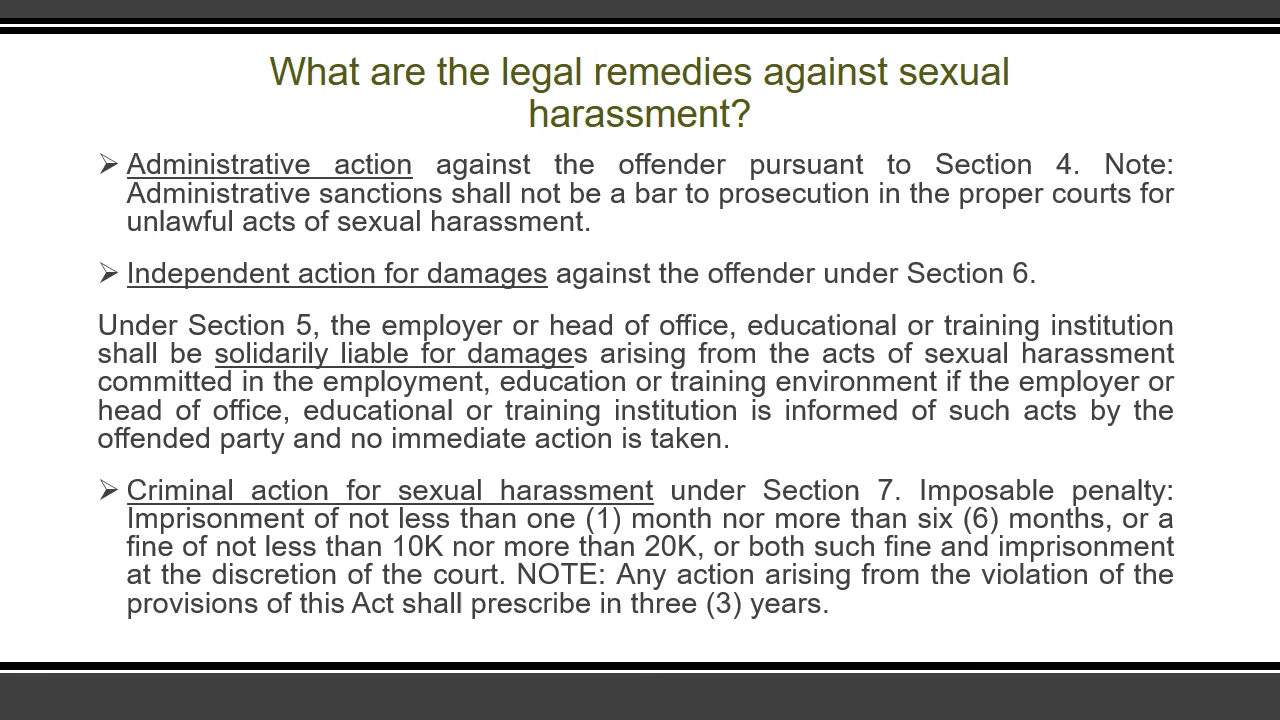 What are the legal remedies against sexual
harassment?
➢ Administrative action against the offender pursuant to Section 4. Note:
Administrative sanctions shall not be a bar to prosecution in the proper courts for
unlawful acts of sexual harassment.
➢ Independent action for damages against the offender under Section 6.
Under Section 5, the employer or head of office, educational or training institution
shall be solidarily liable for damages arising from the acts of sexual harassment
committed in the employment, education or training environment if the employer or
head of office, educational or training institution is informed of such acts by the
offended party and no immediate action is taken.
➢ Criminal action for sexual harassment under Section 7. Imposable penalty:
Imprisonment of not less than one (1) month nor more than six (6) months, or a
fine of not less than 10K nor more than 20K, or both such fine and imprisonment
at the discretion of the court. NOTE: Any action arising from the violation of the
provisions of this Act shall prescribe in three (3) years.